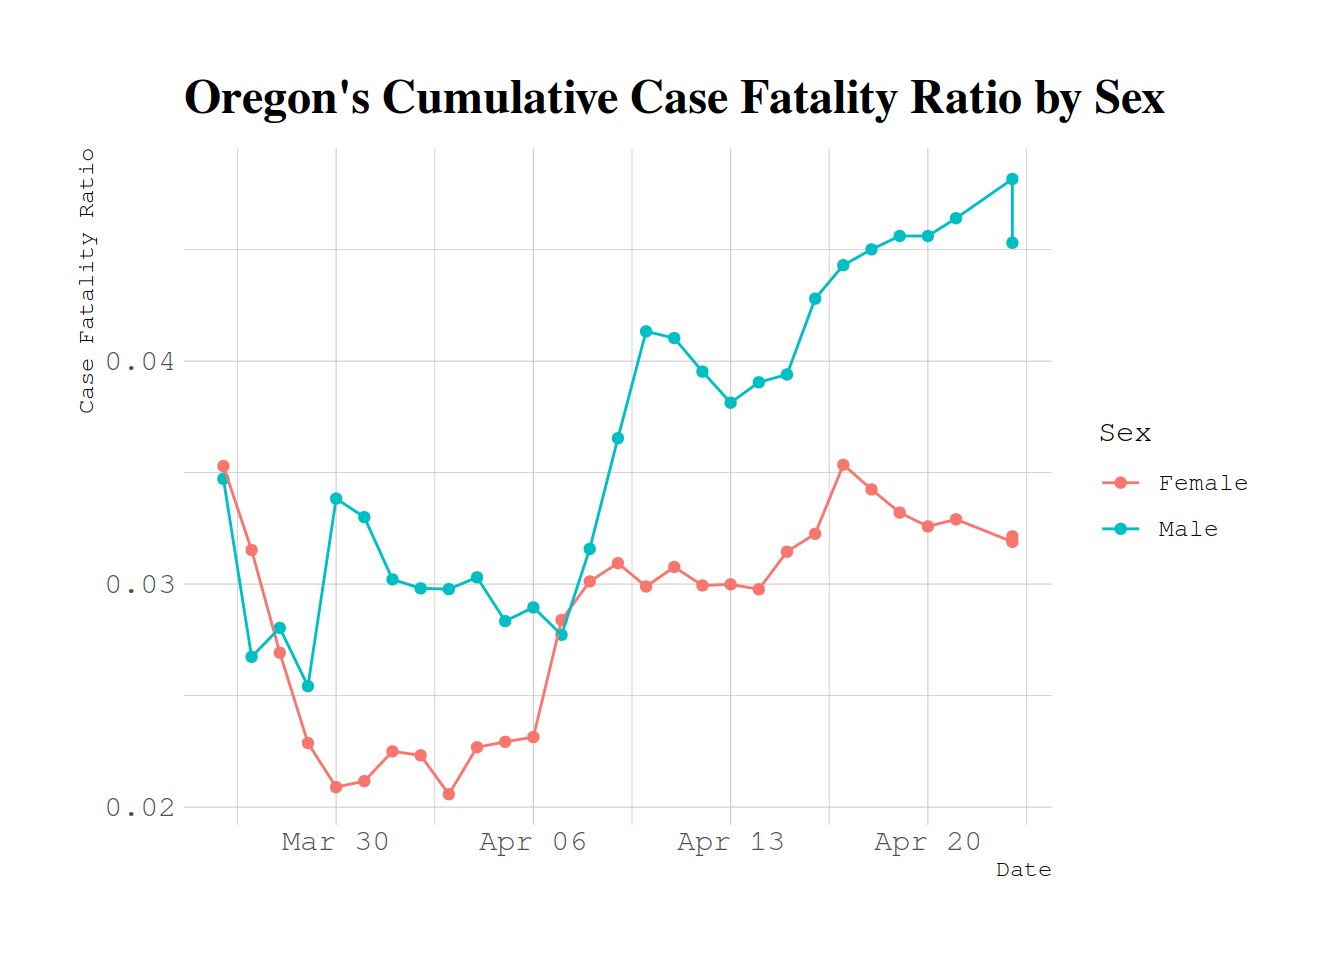 Oregon's Cumulative Case Fatality Ratio by Sex
Case Fatality Ratio
0.04
0.03
0.02
Mar 30 Apr 06 Apr 13 Apr 20
Date
Sex
Female
Male